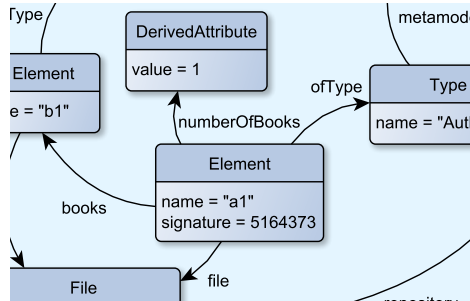 Type
metamod
DerivedAttribute
value = 1
Element
e = "b1"
ofType
Type
name = "Aut
numberOfBooks
Element
name = "a1"
signature = 5164373
books
file
File